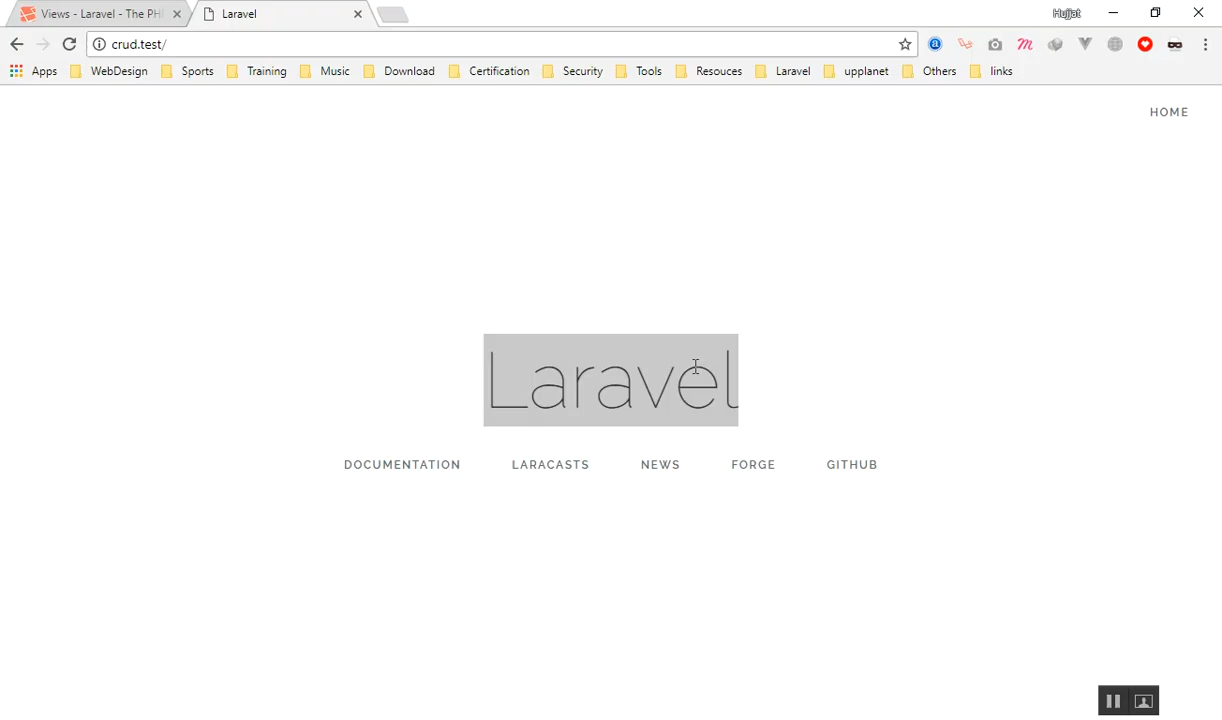 Views - Laravel - The PH
Laravel
Hujjat
crud.test/
Apps
WebDesign
Sports
Training
Music
Download
Certification
Security
Tools
Resouces
Laravel
upplanet
Others
links
HOME
Laravel
DOCUMENTATION
LARACASTS
NEWS
FORGE
GITHUB